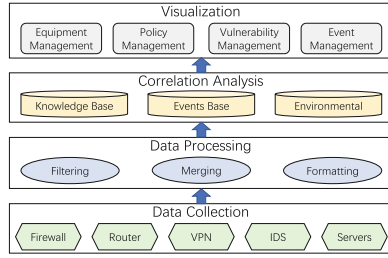 Visualization
Equipment Management
Policy Management
Vulnerability Management
Event Management
Correlation Analysis
Knowledge Base
Events Base
Environmental
Data Processing
Filtering
Merging
Formatting
Data Collection
Firewall
Router
VPN
IDS
Servers